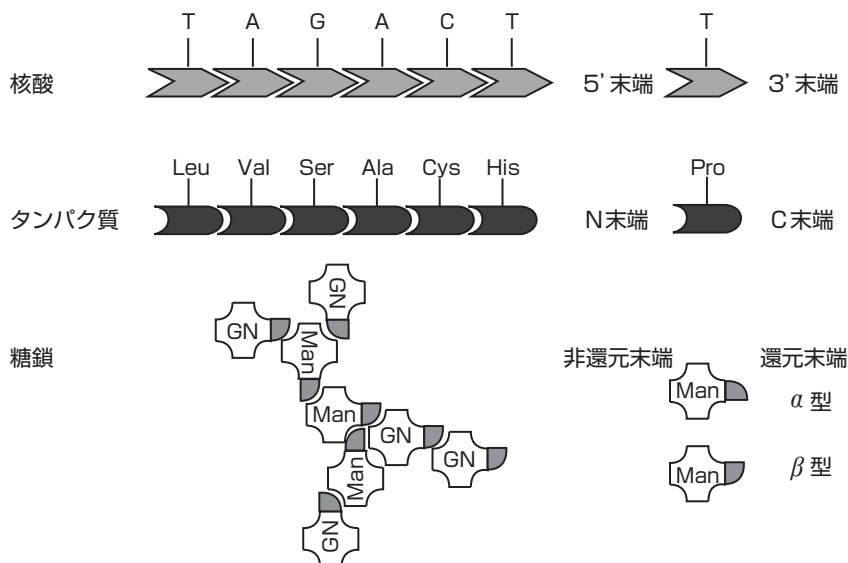 T A G A C T T
核酸 5’末端 3’末端
Leu Val Ser Ala Cys His Pro
タンパク質 N末端 C末端
GN
GN
Man
糖鎖 非還元末端 還元末端
Man
Man α型
GN
GN
Man
Man β型
GN